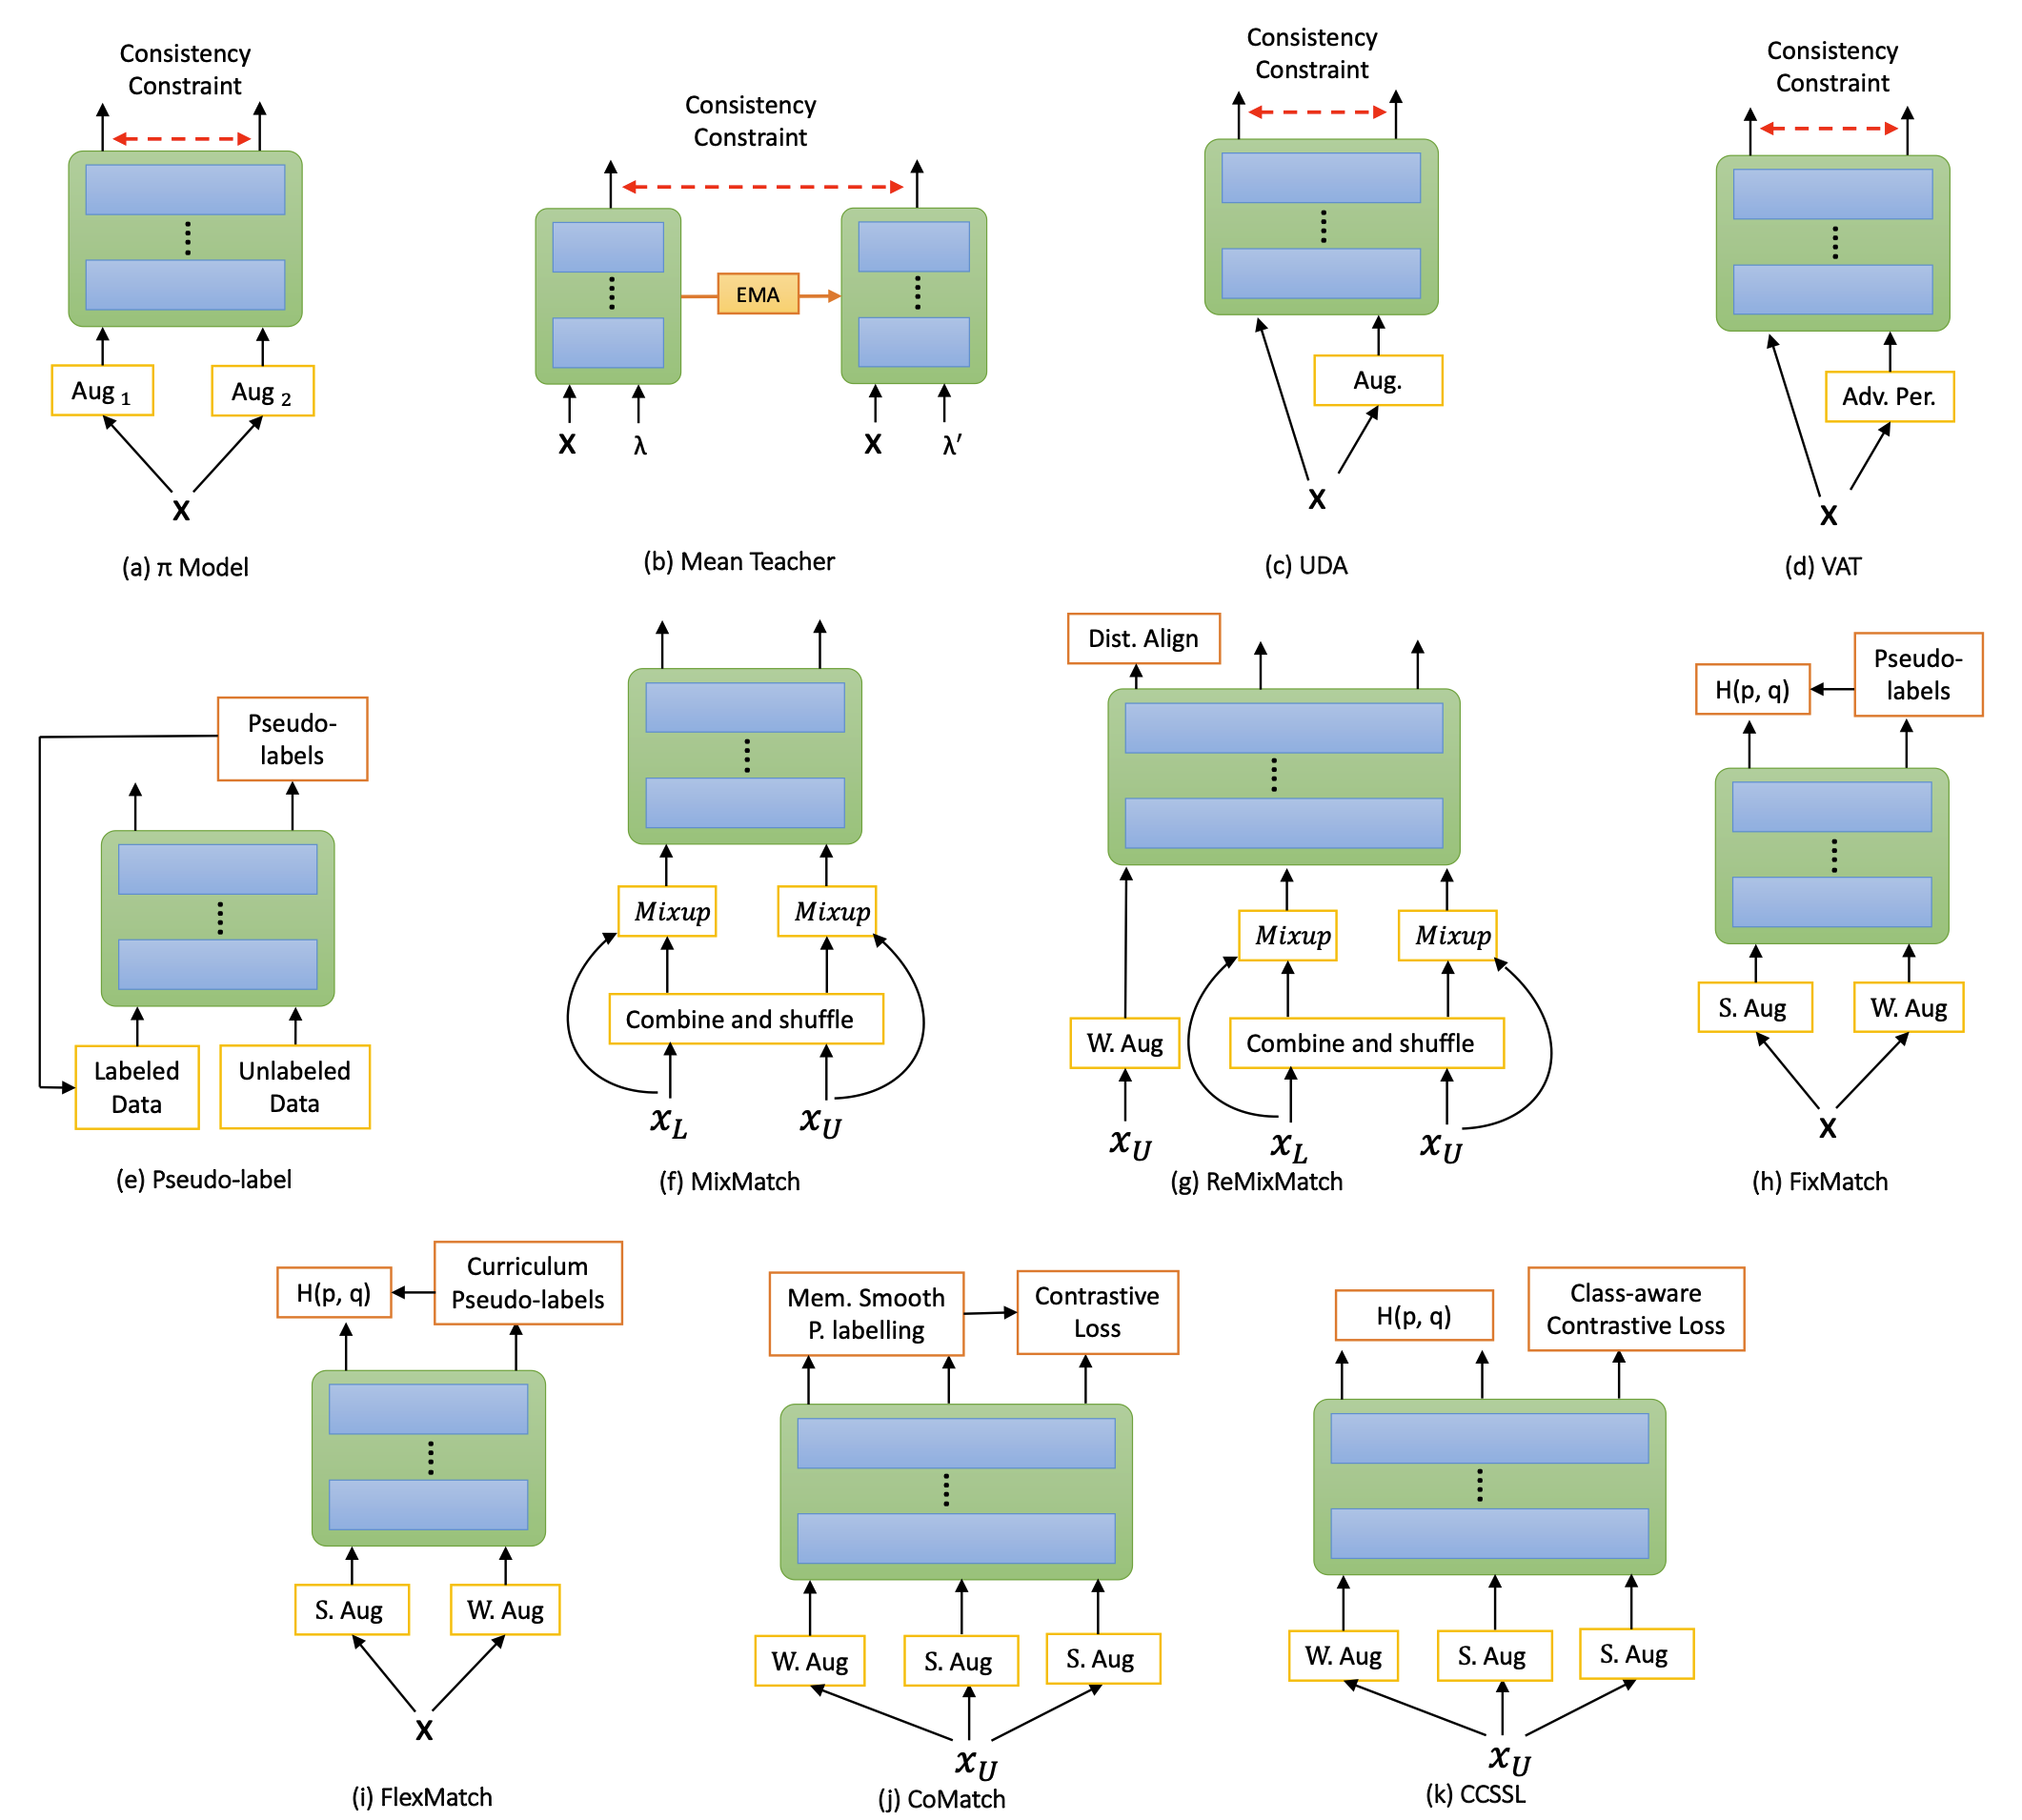 Consistency
Constraint
Aug 1
Aug 2
X
(a) π Model
Consistency
Constraint
EMA
X
λ
X
λ′
(b) Mean Teacher
Consistency
Constraint
Aug.
X
(c) UDA
Consistency
Constraint
Adv. Per.
X
(d) VAT
Pseudo-
labels
Labeled
Data
Unlabeled
Data
(e) Pseudo-label
Mixup
Mixup
Combine and shuffle
x_L
x_U
(f) MixMatch
Dist. Align
Mixup
Mixup
W. Aug
Combine and shuffle
x_U
x_L
x_U
(g) ReMixMatch
H(p, q)
Pseudo-
labels
S. Aug
W. Aug
X
(h) FixMatch
H(p, q)
Curriculum
Pseudo-labels
S. Aug
W. Aug
X
(i) FlexMatch
Mem. Smooth
P. labelling
Contrastive
Loss
W. Aug
S. Aug
S. Aug
x_U
(j) CoMatch
H(p, q)
Class-aware
Contrastive Loss
W. Aug
S. Aug
S. Aug
x_U
(k) CCSSL